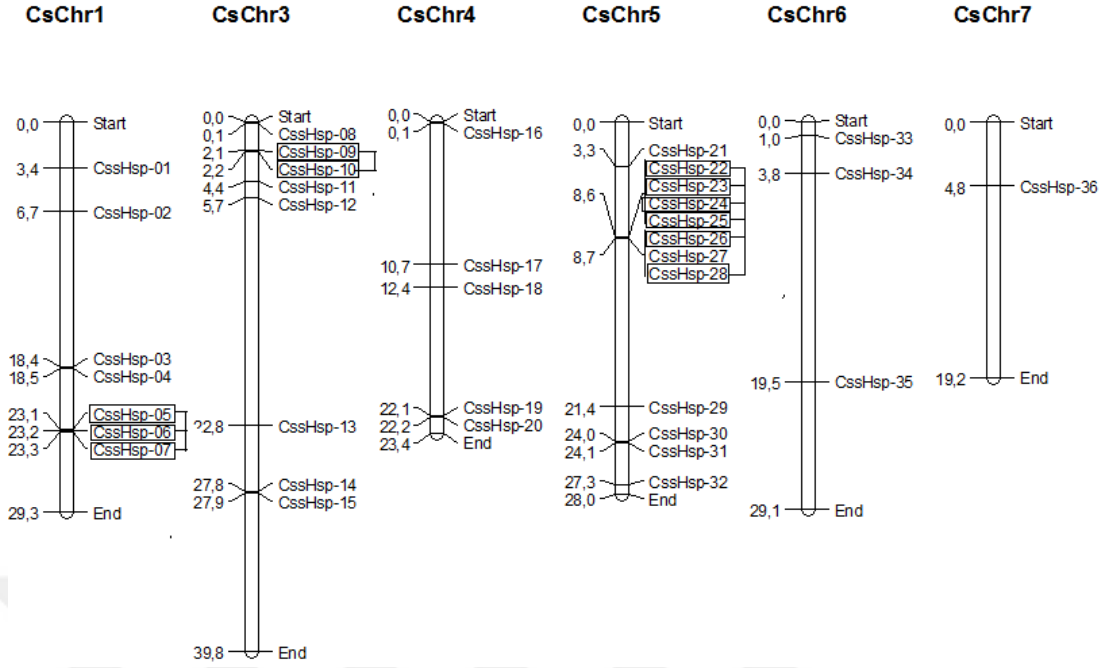 CsChr1
0,0 Start
3,4 CssHsp-01
6,7 CssHsp-02
18,4 CssHsp-03
18,5 CssHsp-04
23,1 CssHsp-05
23,2 CssHsp-06
23,3 CssHsp-07
29,3 End
CsChr3
0,0 Start
0,1 CssHsp-08
2,1 CssHsp-09
2,2 CssHsp-10
4,4 CssHsp-11
5,7 CssHsp-12
22,8 CssHsp-13
27,8 CssHsp-14
27,9 CssHsp-15
39,8 End
CsChr4
0,0 Start
0,1 CssHsp-16
10,7 CssHsp-17
12,4 CssHsp-18
22,1 CssHsp-19
22,2 CssHsp-20
23,4 End
CsChr5
0,0 Start
3,3 CssHsp-21
CssHsp-22
8,6 CssHsp-23
CssHsp-24
CssHsp-25
CssHsp-26
8,7 CssHsp-27
CssHsp-28
21,4 CssHsp-29
24,0 CssHsp-30
24,1 CssHsp-31
27,3 CssHsp-32
28,0 End
CsChr6
0,0 Start
1,0 CssHsp-33
3,8 CssHsp-34
19,5 CssHsp-35
29,1 End
CsChr7
0,0 Start
4,8 CssHsp-36
19,2 End